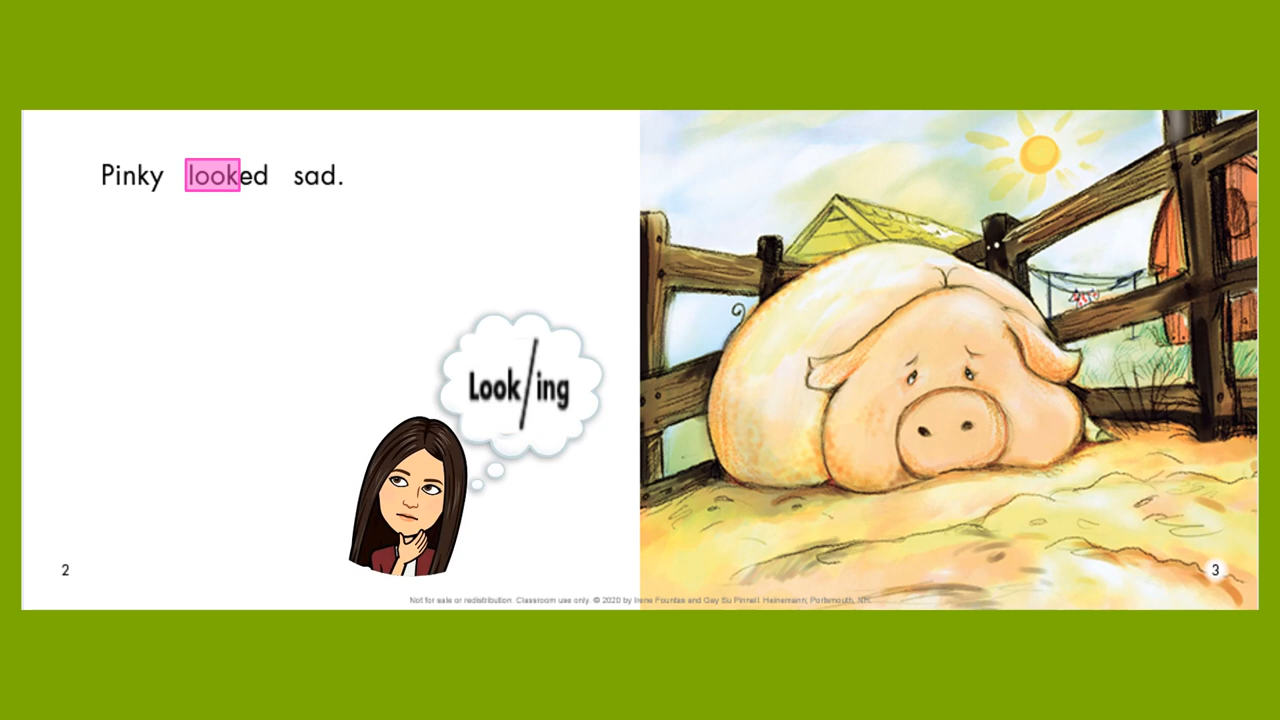 Pinky looked sad.
Look/ing
2
3
Not for sale or redistribution. Classroom use only. © 2020 by Irene Fountas and Gay Su Pinnell. Heinemann; Portsmouth, NH.